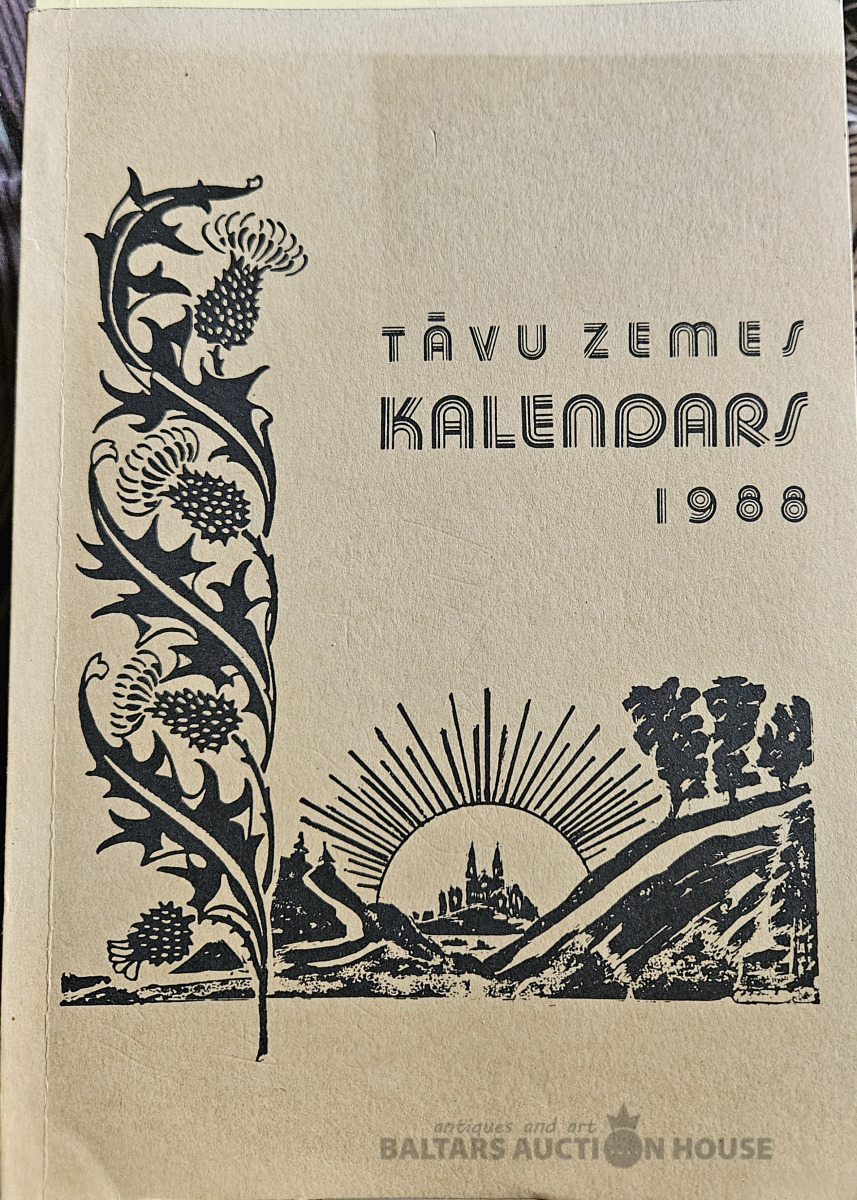 TĀVU ZEMES
KALENDARS
1988
antiques and art
BALTARS AUCTION HOUSE